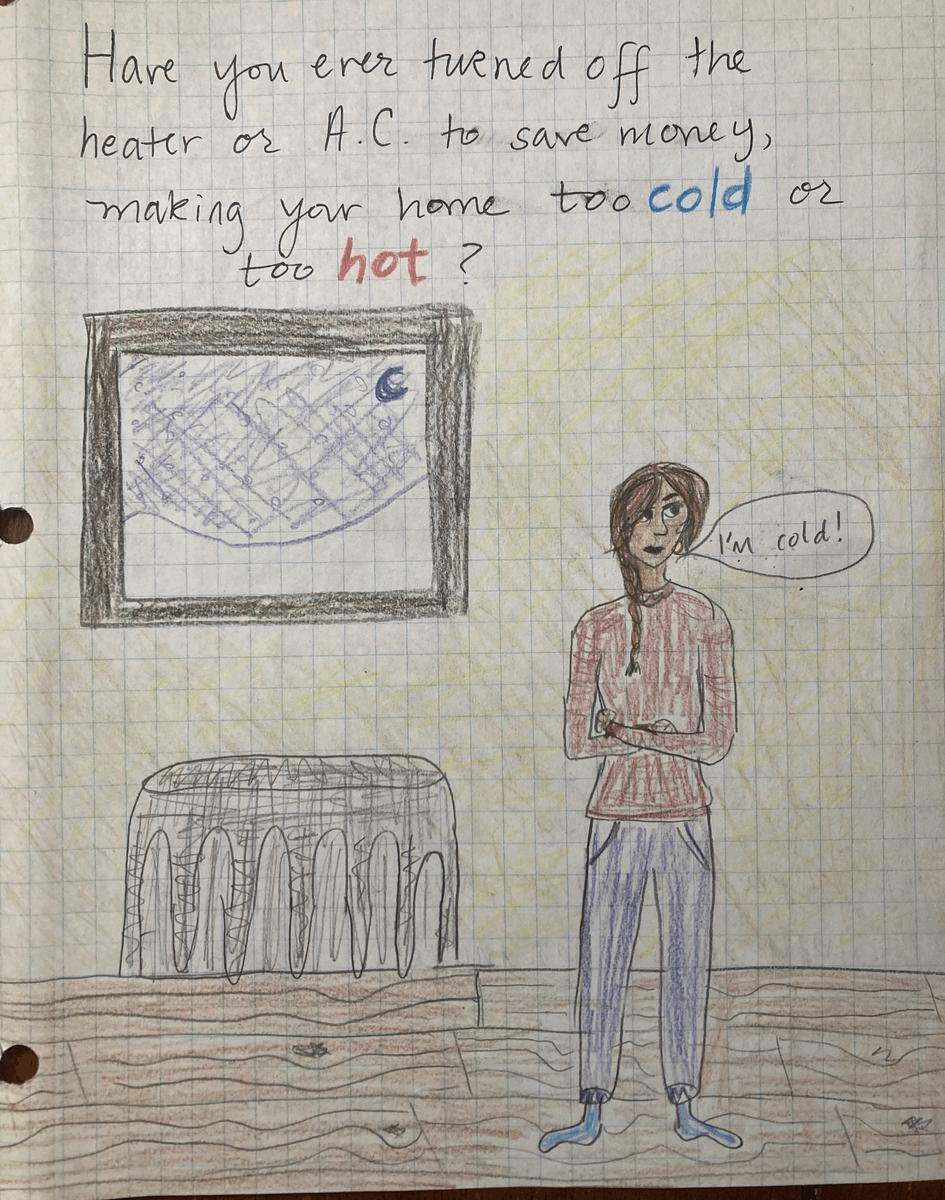 Have you ever turned off the
heater or A.C. to save money,
making your home too cold or
too hot ?
I'm cold!